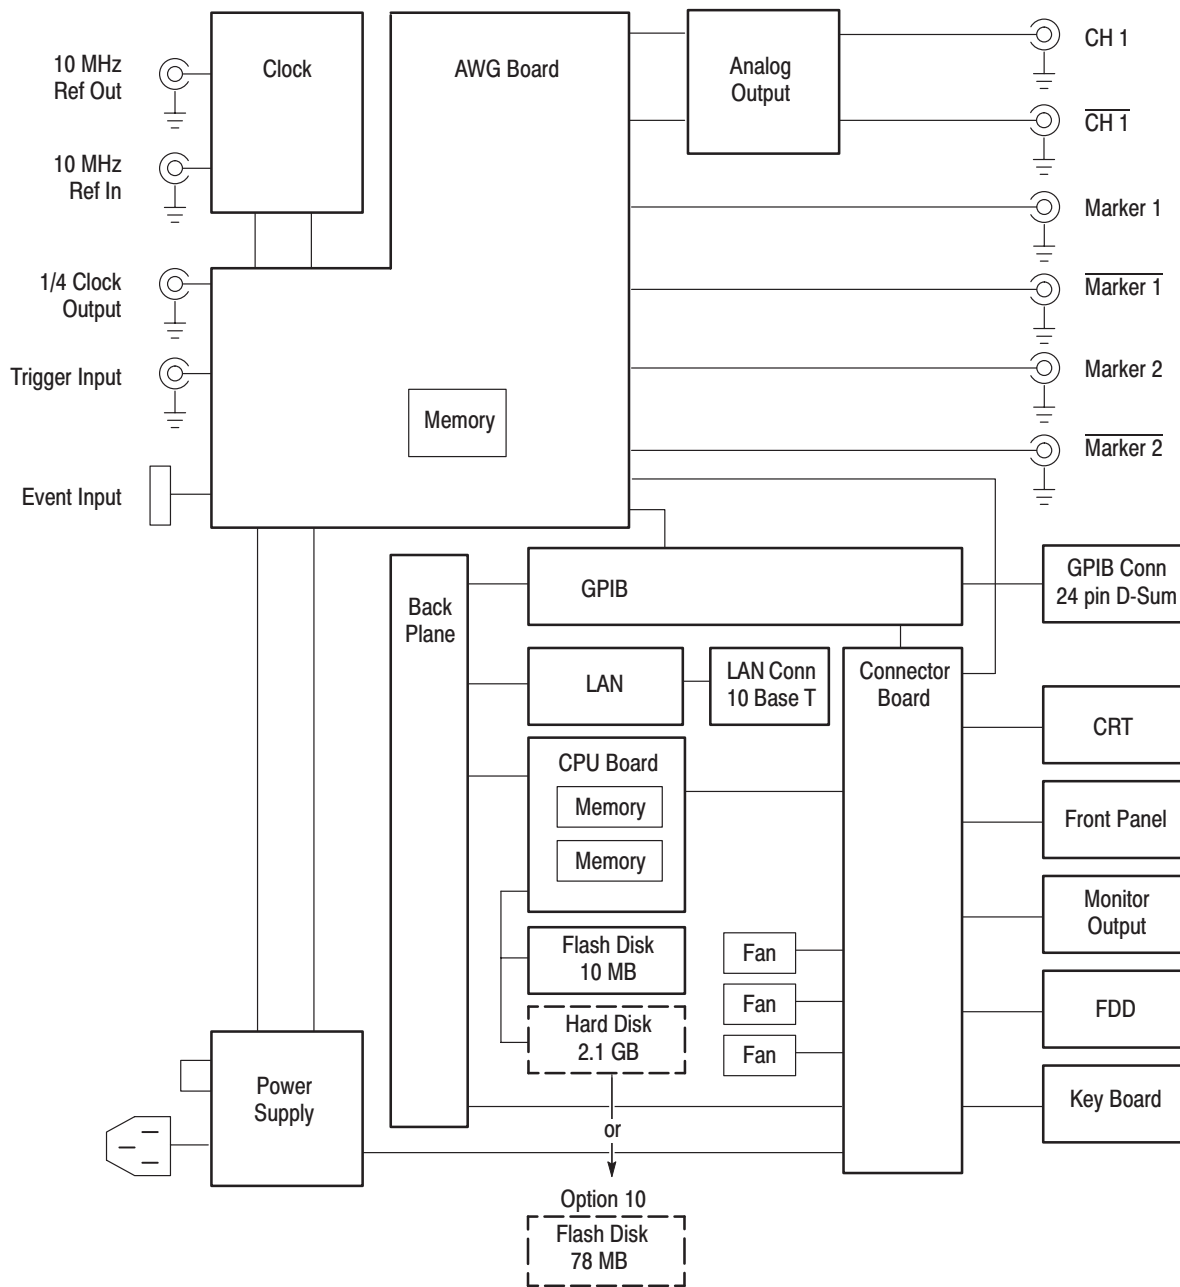 10 MHz
Ref Out
Clock
AWG Board
Analog
Output
CH 1
CH 1
10 MHz
Ref In
Marker 1
1/4 Clock
Output
Marker 1
Trigger Input
Marker 2
Memory
Marker 2
Event Input
Back
Plane
GPIB
GPIB Conn
24 pin D-Sum
LAN
LAN Conn
10 Base T
Connector
Board
CRT
CPU Board
Memory
Memory
Front Panel
Monitor
Output
Flash Disk
10 MB
Fan
Fan
Fan
FDD
Hard Disk
2.1 GB
Power
Supply
Key Board
or
Option 10
Flash Disk
78 MB